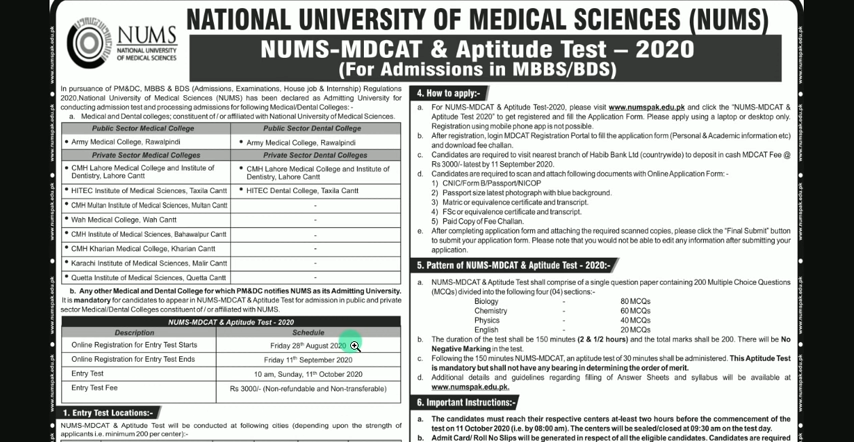 NUMS
NATIONAL UNIVERSITY
OF MEDICAL SCIENCES
NATIONAL UNIVERSITY OF MEDICAL SCIENCES (NUMS)
NUMS-MDCAT & Aptitude Test – 2020
(For Admissions in MBBS/BDS)
www.numspak.edu.pk
In pursuance of PM&DC, MBBS & BDS (Admissions, Examinations, House job & Internship) Regulations
2020,National University of Medical Sciences (NUMS) has been declared as Admitting University for
conducting admission test and processing admissions for following Medical/Dental Colleges: -
a. Medical and Dental colleges; constituent of / or affiliated with National University of Medical Sciences.
Public Sector Medical College Public Sector Dental College
• Army Medical College, Rawalpindi • Army Medical College, Rawalpindi
Private Sector Medical Colleges Private Sector Dental Colleges
• CMH Lahore Medical College and Institute of
Dentistry, Lahore Cantt
• CMH Lahore Medical College and Institute of
Dentistry, Lahore Cantt
• HITEC Institute of Medical Sciences, Taxila Cantt • HITEC Dental College, Taxila Cantt
• CMH Multan Institute of Medical Sciences, Multan Cantt -
• Wah Medical College, Wah Cantt -
• CMH Institute of Medical Sciences, Bahawalpur Cantt -
• CMH Kharian Medical College, Kharian Cantt -
• Karachi Institute of Medical Sciences, Malir Cantt -
• Quetta Institute of Medical Sciences, Quetta Cantt -
b. Any other Medical and Dental College for which PM&DC notifies NUMS as its Admitting University.
It is mandatory for candidates to appear in NUMS-MDCAT & Aptitude Test for admission in public and private
sector Medical/Dental Colleges constituent of / or affiliated with NUMS.
NUMS-MDCAT & Aptitude Test - 2020
Description Schedule
Online Registration for Entry Test Starts Friday 28th August 2020
Online Registration for Entry Test Ends Friday 11th September 2020
Entry Test 10 am, Sunday, 11th October 2020
Entry Test Fee Rs 3000/- (Non-refundable and Non-transferable)
1. Entry Test Locations:-
NUMS-MDCAT & Aptitude Test will be conducted at following cities (depending upon the strength of
applicants i.e. minimum 200 per center):-
4. How to apply:-
a. For NUMS-MDCAT & Aptitude Test-2020, please visit www.numspak.edu.pk and click the “NUMS-MDCAT &
Aptitude Test 2020” to get registered and fill the Application Form. Please apply using a laptop or desktop only.
Registration using mobile phone app is not possible.
b. After registration, login MDCAT Registration Portal to fill the application form (Personal & Academic information etc)
and download fee challan.
c. Candidates are required to visit nearest branch of Habib Bank Ltd (countrywide) to deposit in cash MDCAT Fee @
Rs 3000/- latest by 11 September 2020.
d. Candidates are required to scan and attach following documents with Online Application Form: -
1) CNIC/Form B/Passport/NICOP
2) Passport size latest photograph with blue background.
3) Matric or equivalence certificate and transcript.
4) FSc or equivalence certificate and transcript.
5) Paid Copy of Fee Challan.
e. After completing application form and attaching the required scanned copies, please click the “Final Submit” button
to submit your application form. Please note that you would not be able to edit any information after submitting your
application.
5. Pattern of NUMS-MDCAT & Aptitude Test - 2020:-
a. NUMS-MDCAT & Aptitude Test shall comprise of a single question paper containing 200 Multiple Choice Questions
(MCQs) divided into the following four (04) sections:-
Biology - 80 MCQs
Chemistry - 60 MCQs
Physics - 40 MCQs
English - 20 MCQs
b. The duration of the test shall be 150 minutes (2 & 1/2 hours) and the total marks shall be 200. There will be No
Negative Marking in the test.
c. Following the 150 minutes NUMS-MDCAT, an aptitude test of 30 minutes shall be administered. This Aptitude Test
is mandatory but shall not have any bearing in determining the order of merit.
d. Additional details and guidelines regarding filling of Answer Sheets and syllabus will be available at
www.numspak.edu.pk.
6. Important Instructions:-
a. The candidates must reach their respective centers at-least two hours before the commencement of the
test on 11 October 2020 (i.e. by 08:00 am). The centers will be sealed/closed at 09:30 am on the test day.
b. Admit Card/ Roll No Slips will be generated in respect of all the eligible candidates. Candidates are required
www.numspak.edu.pk